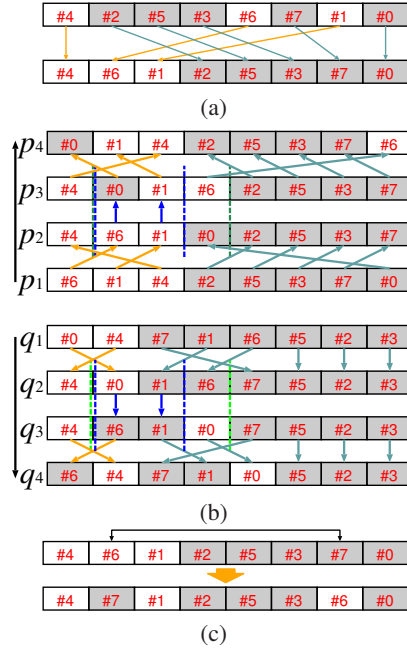 #4 #2 #5 #3 #6 #7 #1 #0
#4 #6 #1 #2 #5 #3 #7 #0
(a)
p4 #0 #1 #4 #2 #5 #3 #7 #6
p3 #4 #0 #1 #6 #2 #5 #3 #7
p2 #4 #6 #1 #0 #2 #5 #3 #7
p1 #6 #1 #4 #2 #5 #3 #7 #0
q1 #0 #4 #7 #1 #6 #5 #2 #3
q2 #4 #0 #1 #6 #7 #5 #2 #3
q3 #4 #6 #1 #0 #7 #5 #2 #3
q4 #6 #4 #7 #1 #0 #5 #2 #3
(b)
#4 #6 #1 #2 #5 #3 #7 #0
#4 #7 #1 #2 #5 #3 #6 #0
(c)